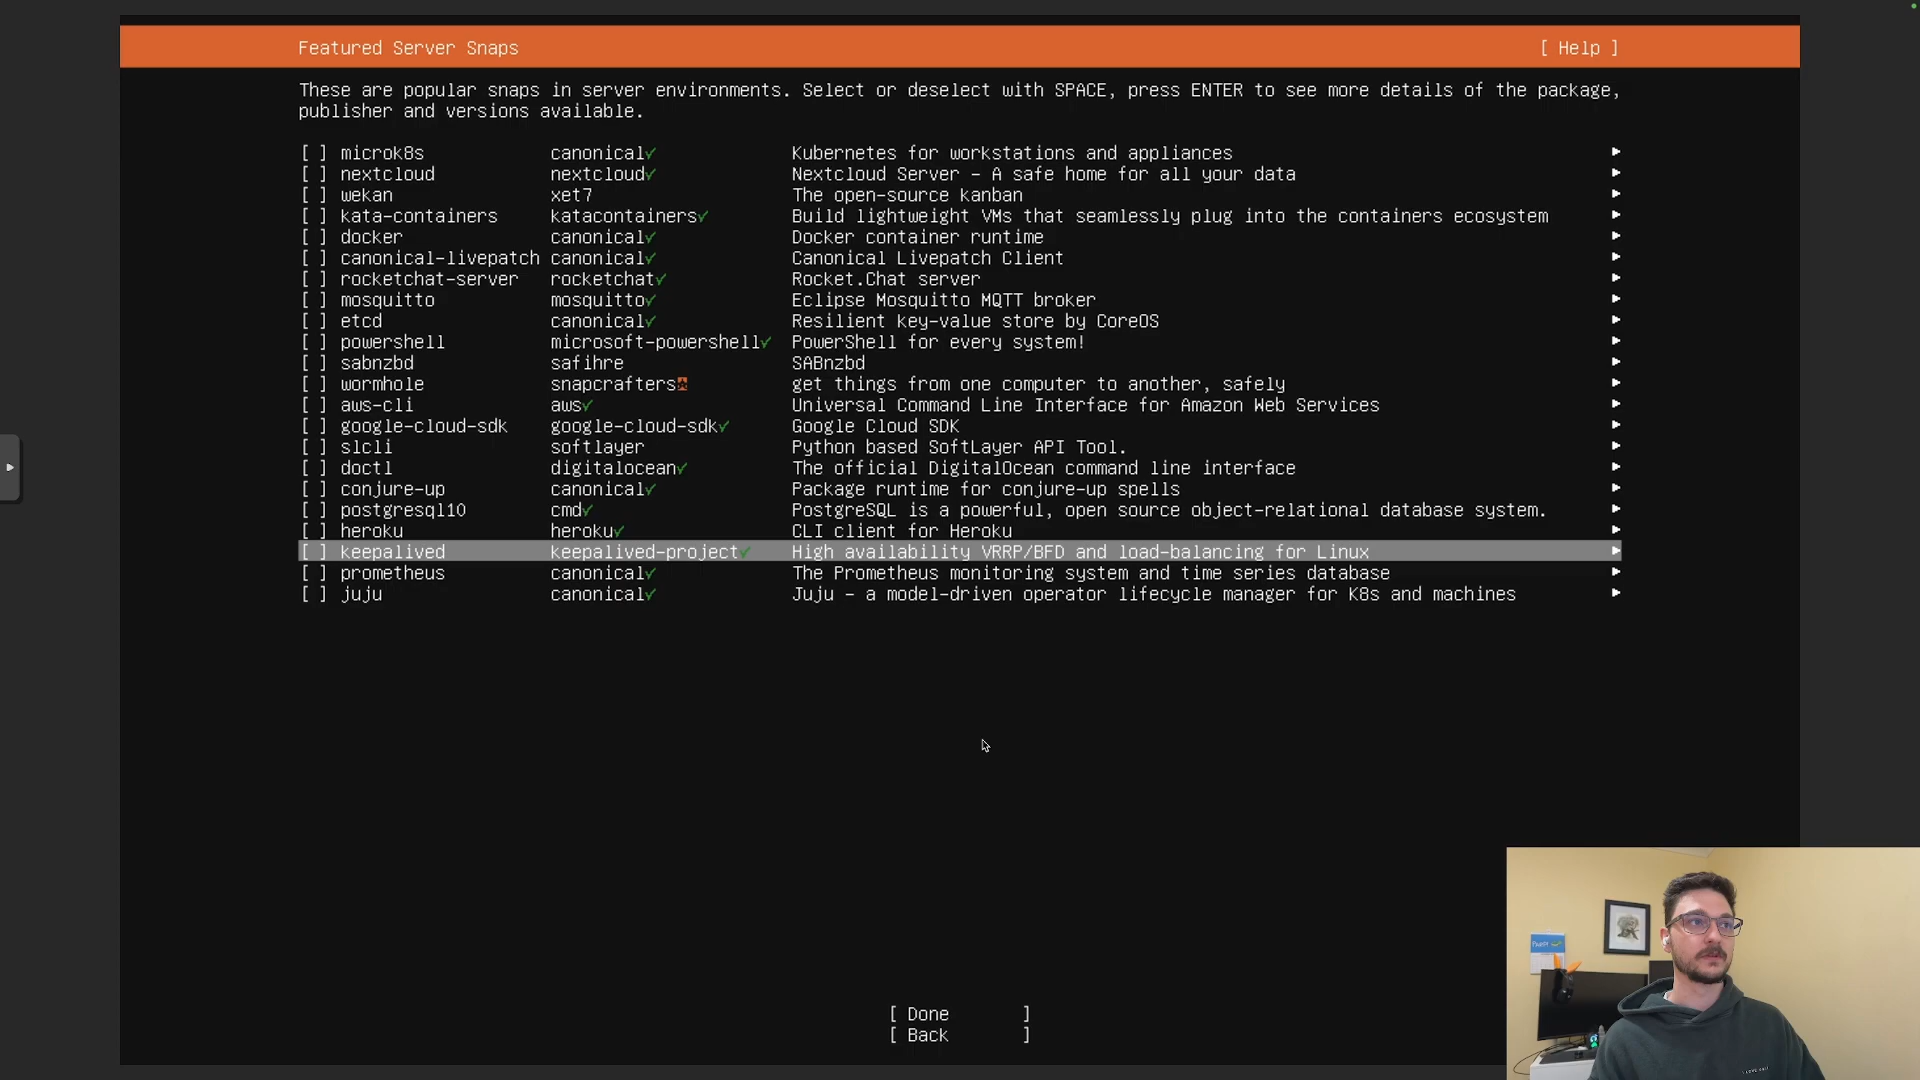 Featured Server Snaps [ Help ]
These are popular snaps in server environments. Select or deselect with SPACE, press ENTER to see more details of the package,
publisher and versions available.
[ ] microk8s canonical✓ Kubernetes for workstations and appliances ▸
[ ] nextcloud nextcloud✓ Nextcloud Server - A safe home for all your data ▸
[ ] wekan xet7 The open-source kanban ▸
[ ] kata-containers katacontainers✓ Build lightweight VMs that seamlessly plug into the containers ecosystem ▸
[ ] docker canonical✓ Docker container runtime ▸
[ ] canonical-livepatch canonical✓ Canonical Livepatch Client ▸
[ ] rocketchat-server rocketchat✓ Rocket.Chat server ▸
[ ] mosquitto mosquitto✓ Eclipse Mosquitto MQTT broker ▸
[ ] etcd canonical✓ Resilient key-value store by CoreOS ▸
[ ] powershell microsoft-powershell✓ PowerShell for every system! ▸
[ ] sabnzbd safihre SABnzbd ▸
[ ] wormhole snapcrafters get things from one computer to another, safely ▸
[ ] aws-cli aws✓ Universal Command Line Interface for Amazon Web Services ▸
[ ] google-cloud-sdk google-cloud-sdk✓ Google Cloud SDK ▸
[ ] slcli softlayer Python based SoftLayer API Tool. ▸
[ ] doctl digitalocean✓ The official DigitalOcean command line interface ▸
[ ] conjure-up canonical✓ Package runtime for conjure-up spells ▸
[ ] postgresql10 cmd✓ PostgreSQL is a powerful, open source object-relational database system. ▸
[ ] heroku heroku✓ CLI client for Heroku ▸
[ ] keepalived keepalived-project✓ High availability VRRP/BFD and load-balancing for Linux ▸
[ ] prometheus canonical✓ The Prometheus monitoring system and time series database ▸
[ ] juju canonical✓ Juju - a model-driven operator lifecycle manager for K8s and machines ▸
[ Done ]
[ Back ]